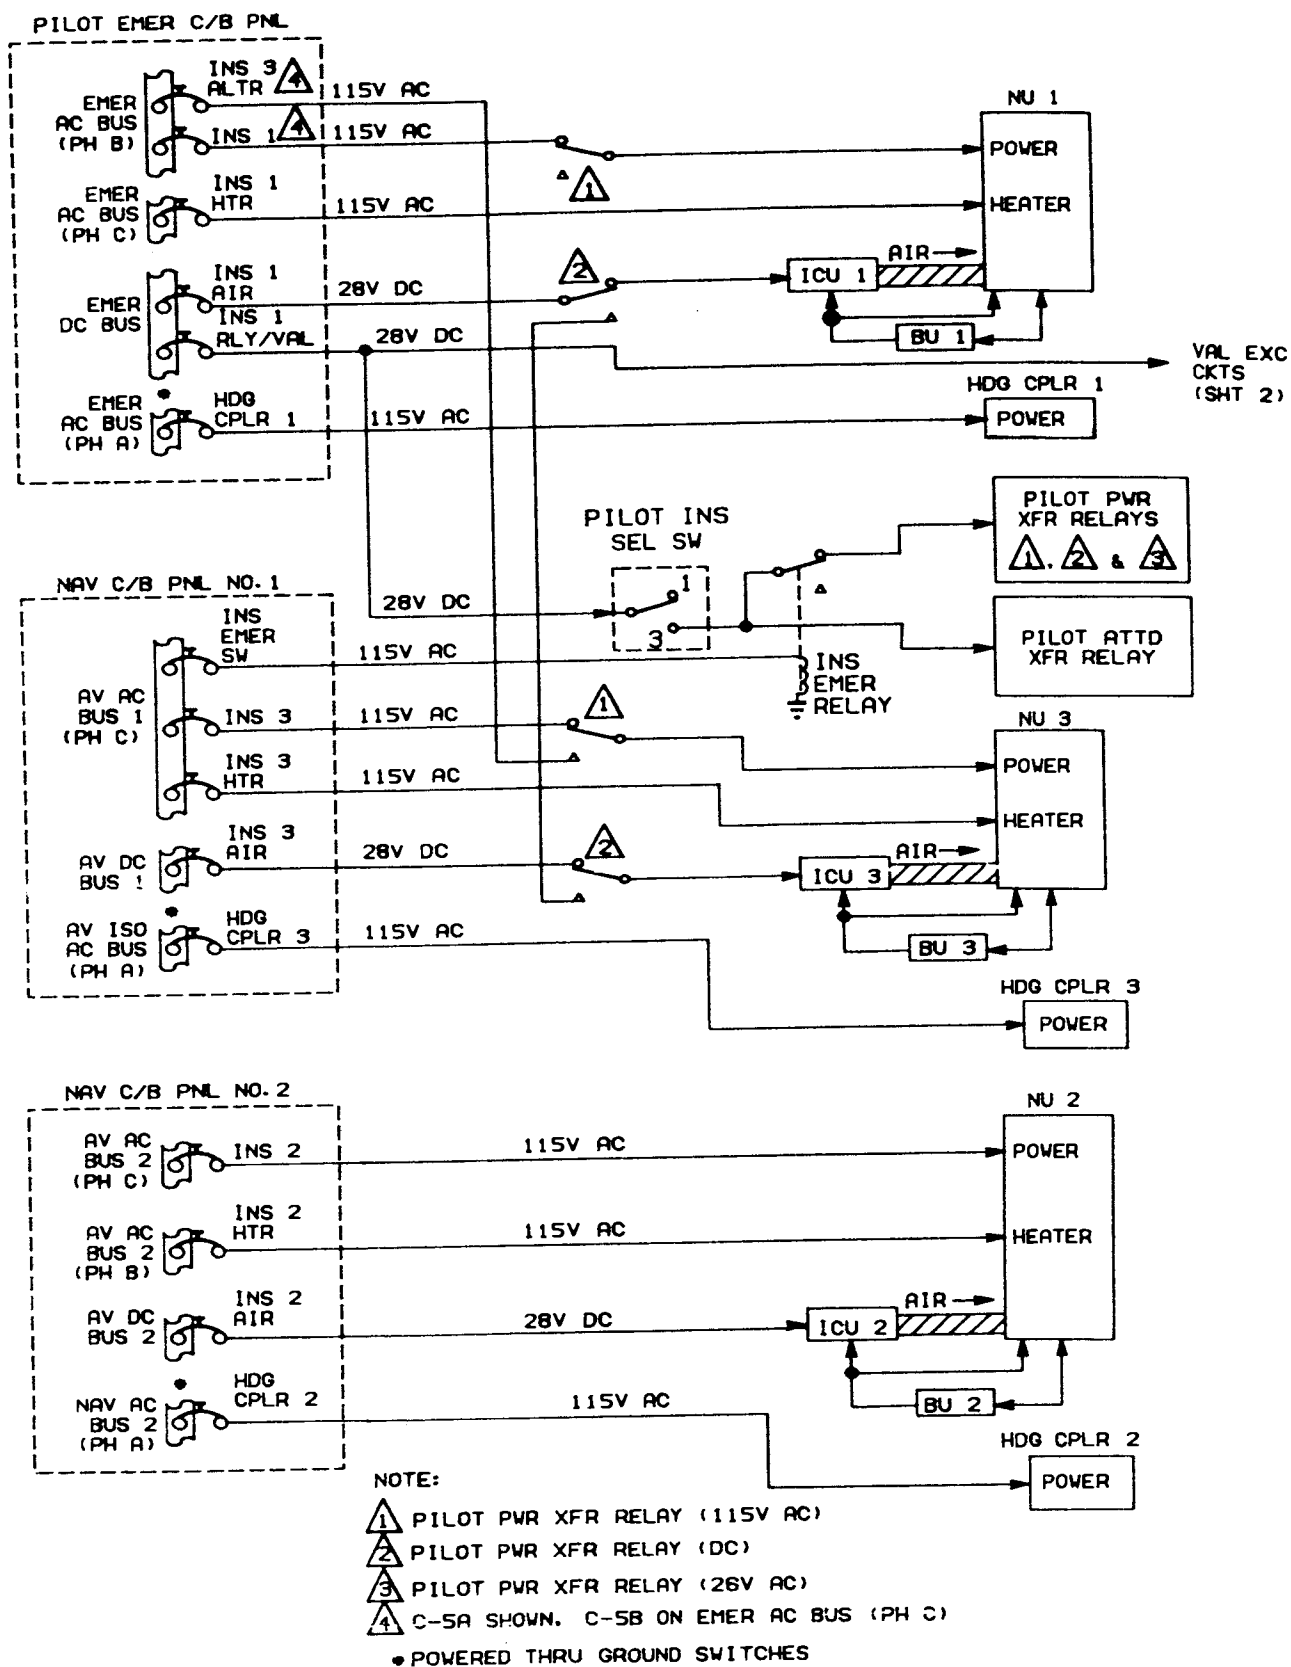 PILOT EMER C/B PNL
INS 3
ALTR
4
115V AC
EMER
AC BUS
(PH B)
INS 1
4
115V AC
1
NU 1
POWER
INS 1
HTR
EMER
AC BUS
(PH C)
115V AC
HEATER
INS 1
AIR
28V DC
2
AIR
ICU 1
EMER
DC BUS
INS 1
RLY/VAL
28V DC
BU 1
VAL EXC
CKTS
(SHT 2)
EMER
AC BUS
(PH A)
HDG
CPLR 1
115V AC
HDG CPLR 1
POWER
PILOT INS
SEL SW
1
3
28V DC
PILOT PWR
XFR RELAYS
1, 2 & 3
PILOT ATTD
XFR RELAY
INS
EMER
RELAY
NAV C/B PNL NO. 1
INS
EMER
SW
115V AC
AV AC
BUS 1
(PH C)
INS 3
115V AC
1
NU 3
POWER
INS 3
HTR
115V AC
HEATER
INS 3
AIR
AV DC
BUS 1
28V DC
2
AIR
ICU 3
BU 3
AV ISO
AC BUS
(PH A)
HDG
CPLR 3
115V AC
HDG CPLR 3
POWER
NAV C/B PNL NO. 2
AV AC
BUS 2
(PH C)
INS 2
115V AC
NU 2
POWER
AV AC
BUS 2
(PH B)
INS 2
HTR
115V AC
HEATER
AV DC
BUS 2
INS 2
AIR
28V DC
AIR
ICU 2
BU 2
NAV AC
BUS 2
(PH A)
HDG
CPLR 2
115V AC
HDG CPLR 2
POWER
NOTE:
1 PILOT PWR XFR RELAY (115V AC)
2 PILOT PWR XFR RELAY (DC)
3 PILOT PWR XFR RELAY (26V AC)
4 C-5A SHOWN. C-5B ON EMER AC BUS (PH C)
• POWERED THRU GROUND SWITCHES